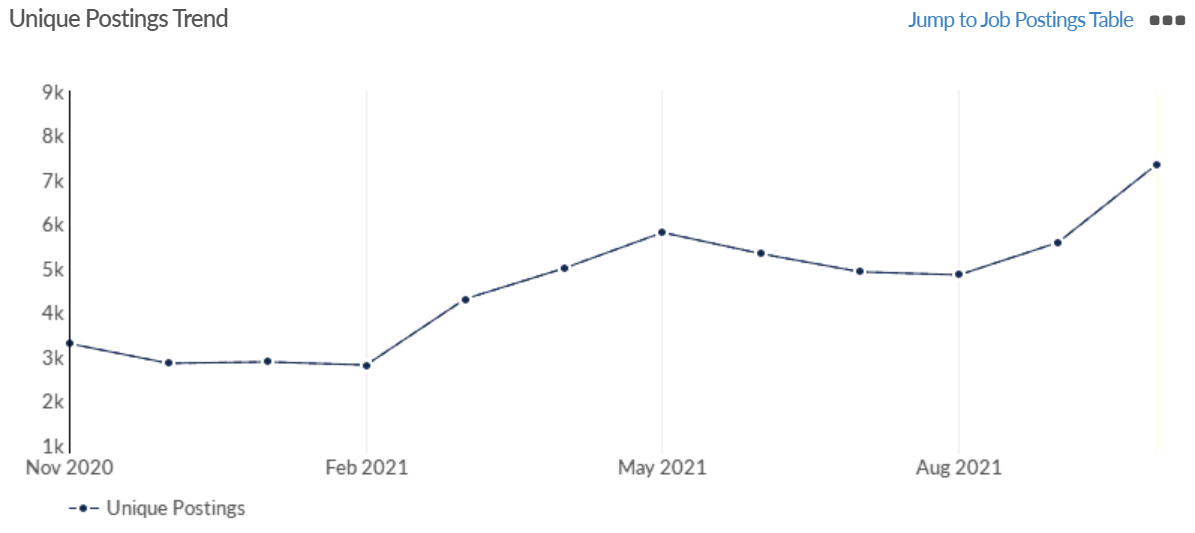 Unique Postings Trend
Jump to Job Postings Table
9k
8k
7k
6k
5k
4k
3k
2k
1k
Nov 2020 Feb 2021 May 2021 Aug 2021
Unique Postings